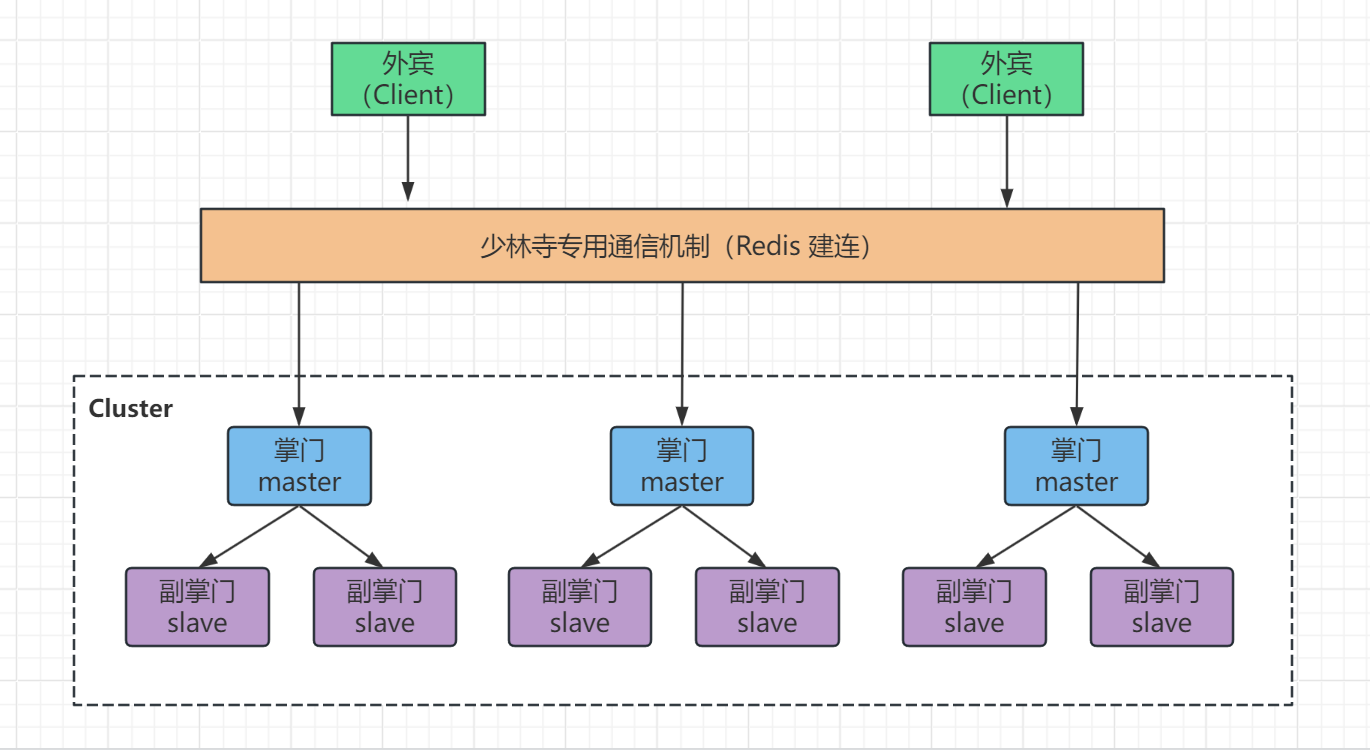 外宾
（Client）
外宾
（Client）
少林寺专用通信机制（Redis 建连）
Cluster
掌门
master
掌门
master
掌门
master
副掌门
slave
副掌门
slave
副掌门
slave
副掌门
slave
副掌门
slave
副掌门
slave